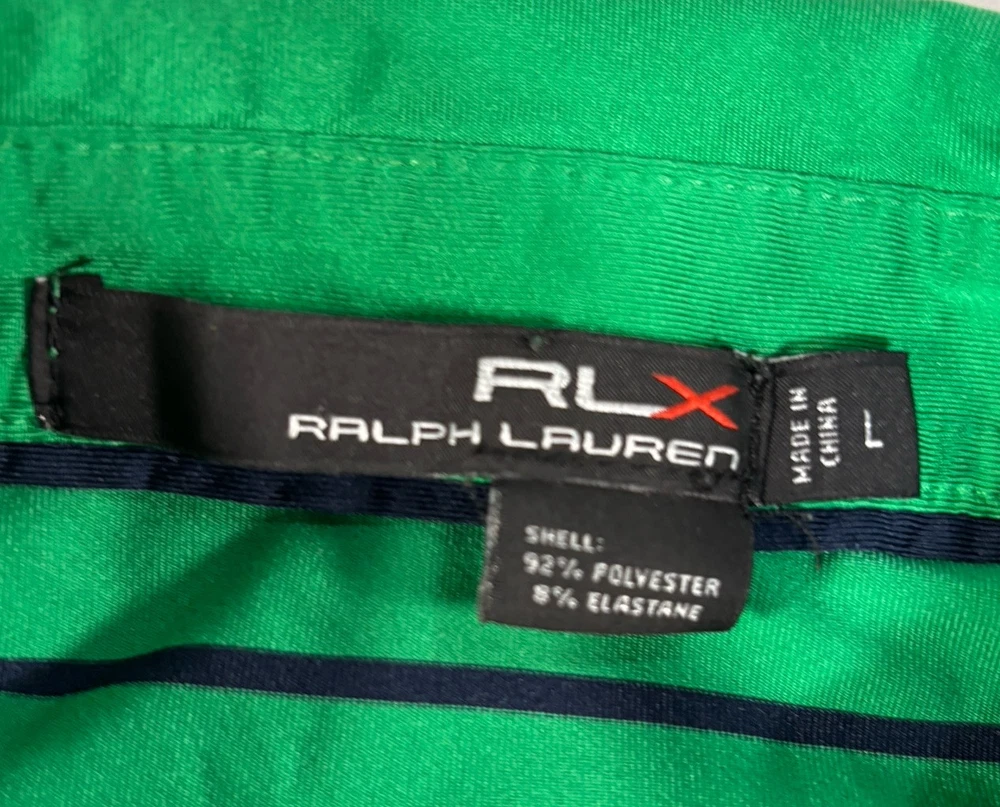 RLX
RALPH LAUREN
MADE IN
CHINA
L
SHELL:
92% POLYESTER
8% ELASTANE